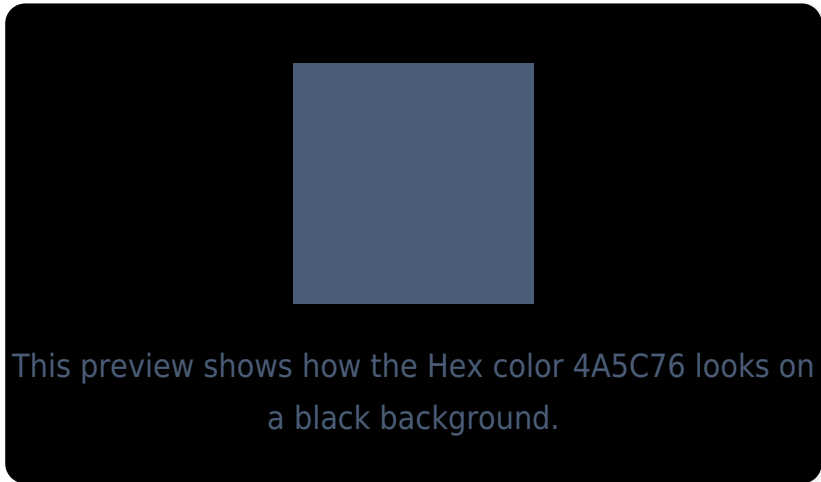 This preview shows how the Hex color 4A5C76 looks on
a black background.